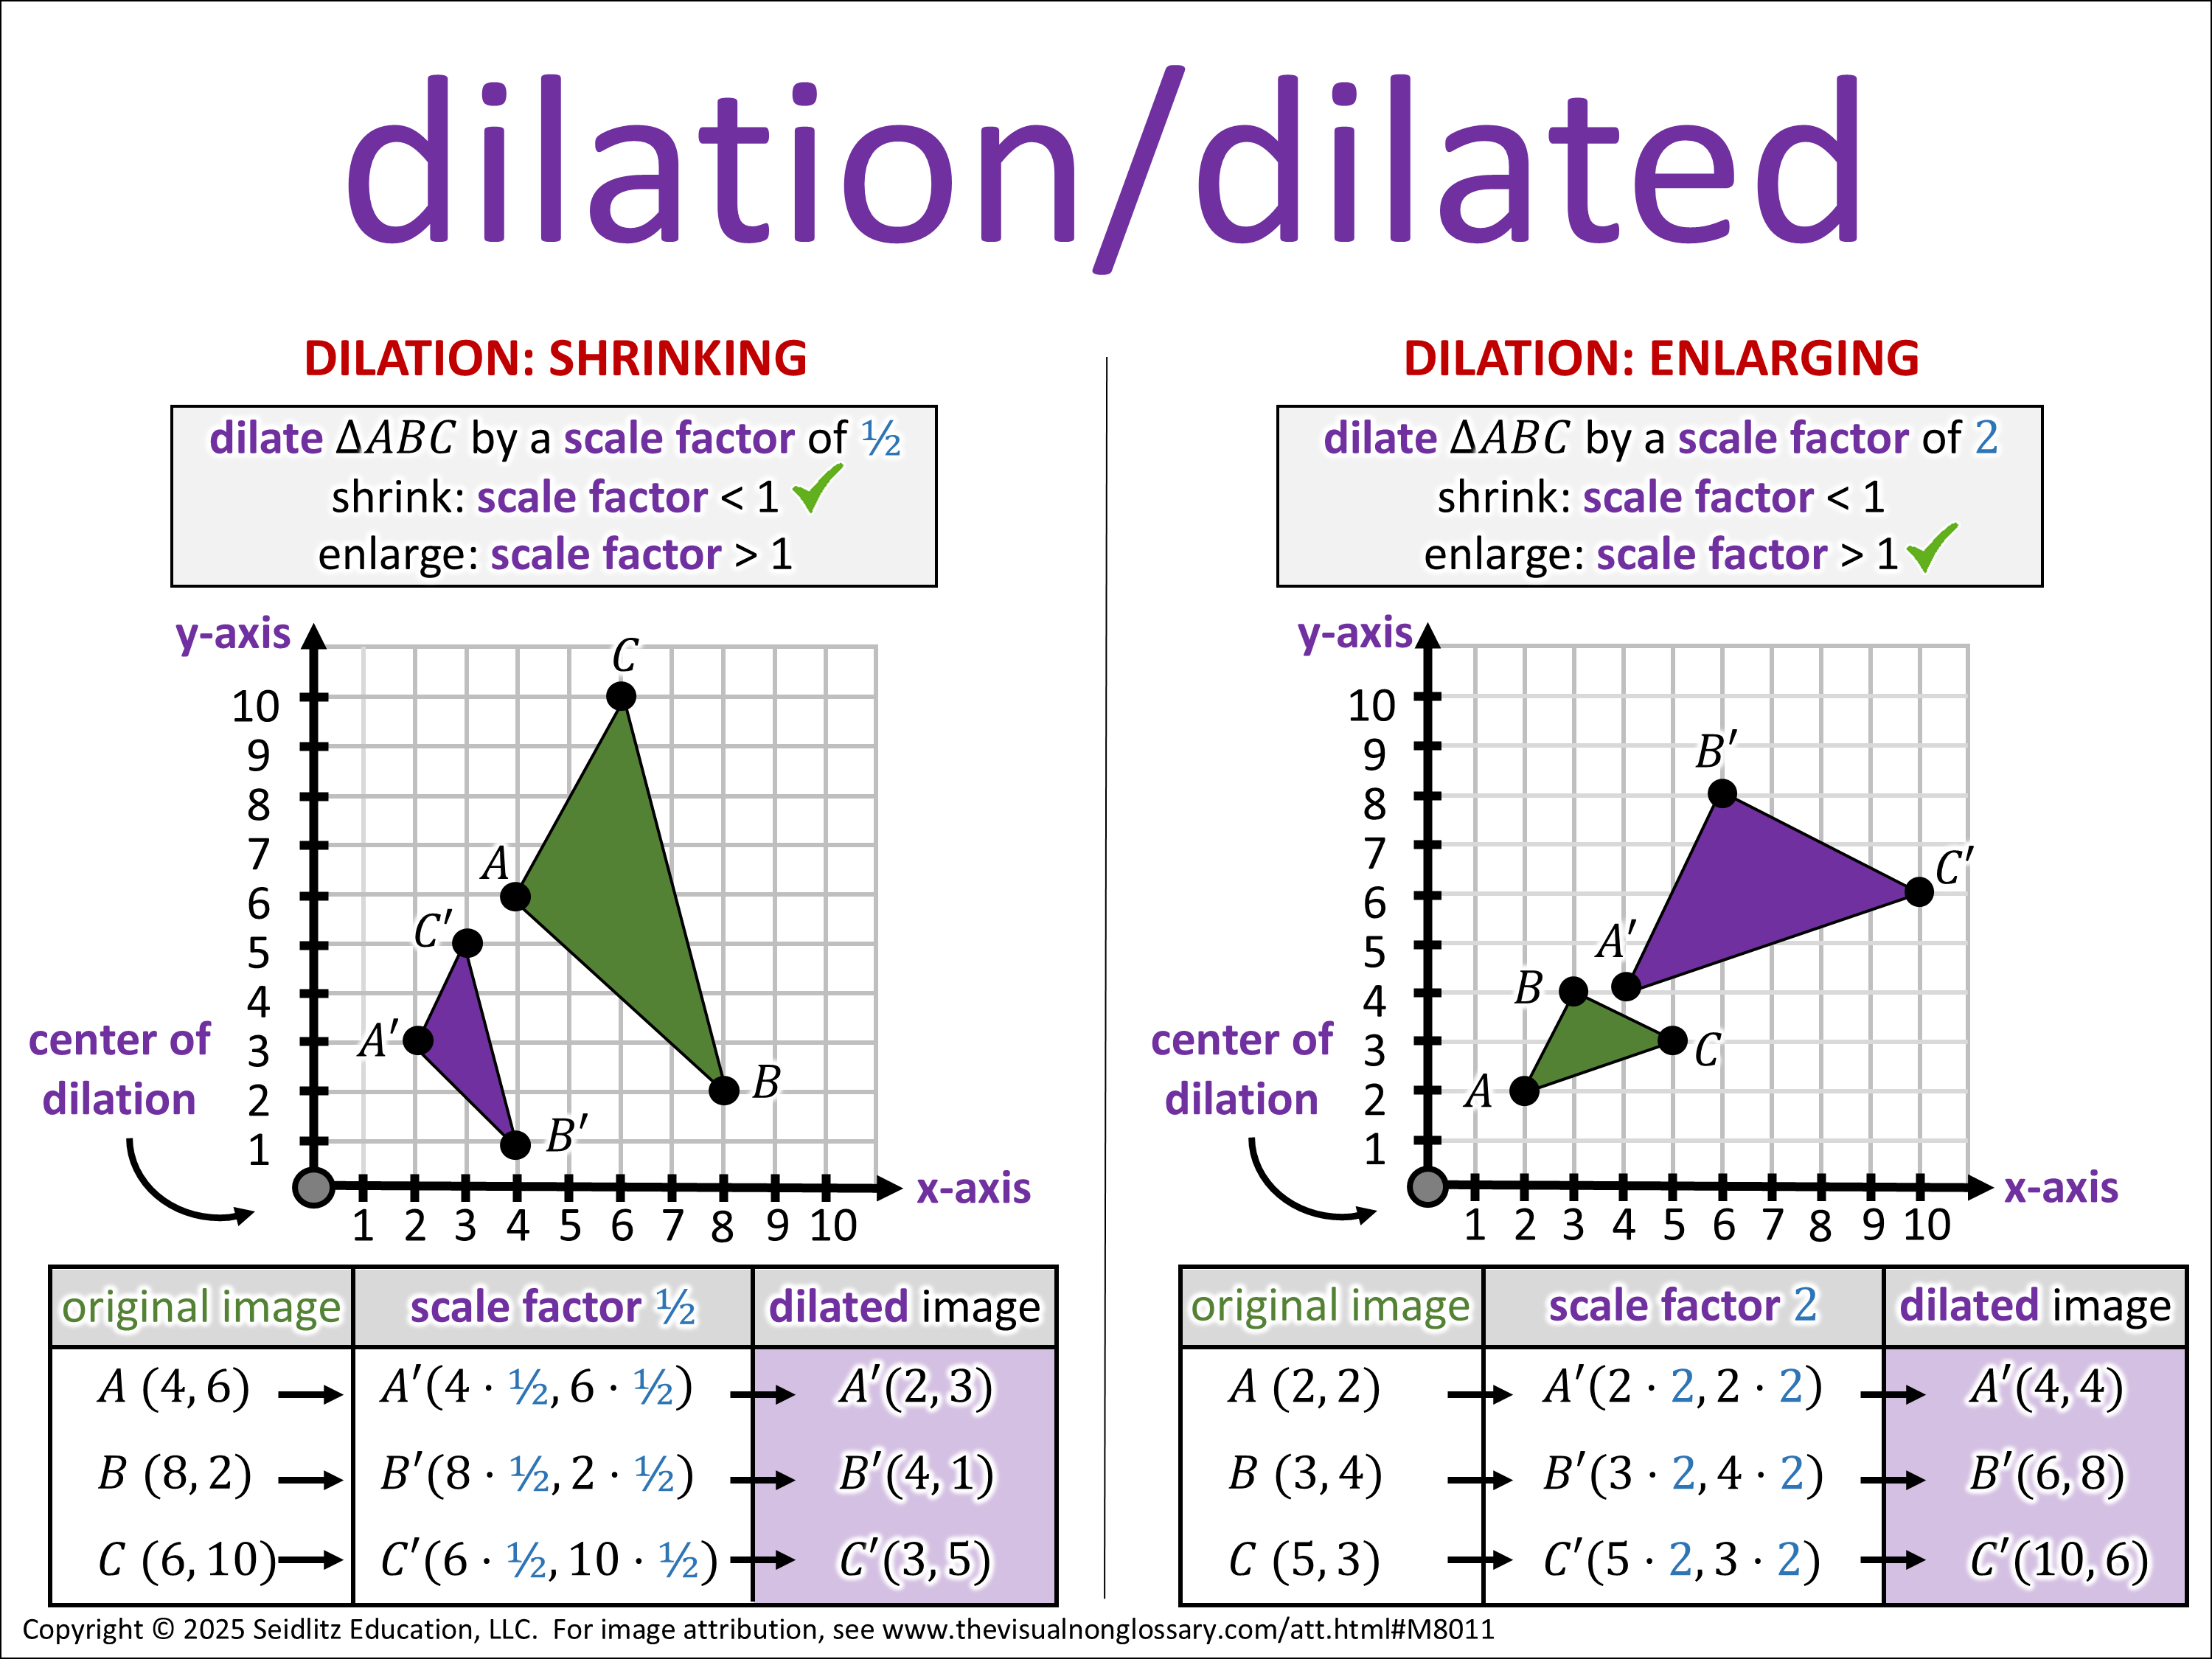 dilation/dilated
DILATION: SHRINKING
dilate ΔABC by a scale factor of ½
shrink: scale factor < 1
enlarge: scale factor > 1
y-axis
10
9
8
7
6
5
4
3
2
1
C
A
C′
A′
B
B′
center of
dilation
x-axis
1 2 3 4 5 6 7 8 9 10
original image scale factor ½ dilated image
A (4, 6) A′(4 · ½, 6 · ½) A′(2, 3)
B (8, 2) B′(8 · ½, 2 · ½) B′(4, 1)
C (6, 10) C′(6 · ½, 10 · ½) C′(3, 5)
DILATION: ENLARGING
dilate ΔABC by a scale factor of 2
shrink: scale factor < 1
enlarge: scale factor > 1
y-axis
10
9
8
7
6
5
4
3
2
1
B′
C′
A′
B
C
A
center of
dilation
x-axis
1 2 3 4 5 6 7 8 9 10
original image scale factor 2 dilated image
A (2, 2) A′(2 · 2, 2 · 2) A′(4, 4)
B (3, 4) B′(3 · 2, 4 · 2) B′(6, 8)
C (5, 3) C′(5 · 2, 3 · 2) C′(10, 6)
Copyright © 2025 Seidlitz Education, LLC. For image attribution, see www.thevisualnonglossary.com/att.html#M8011